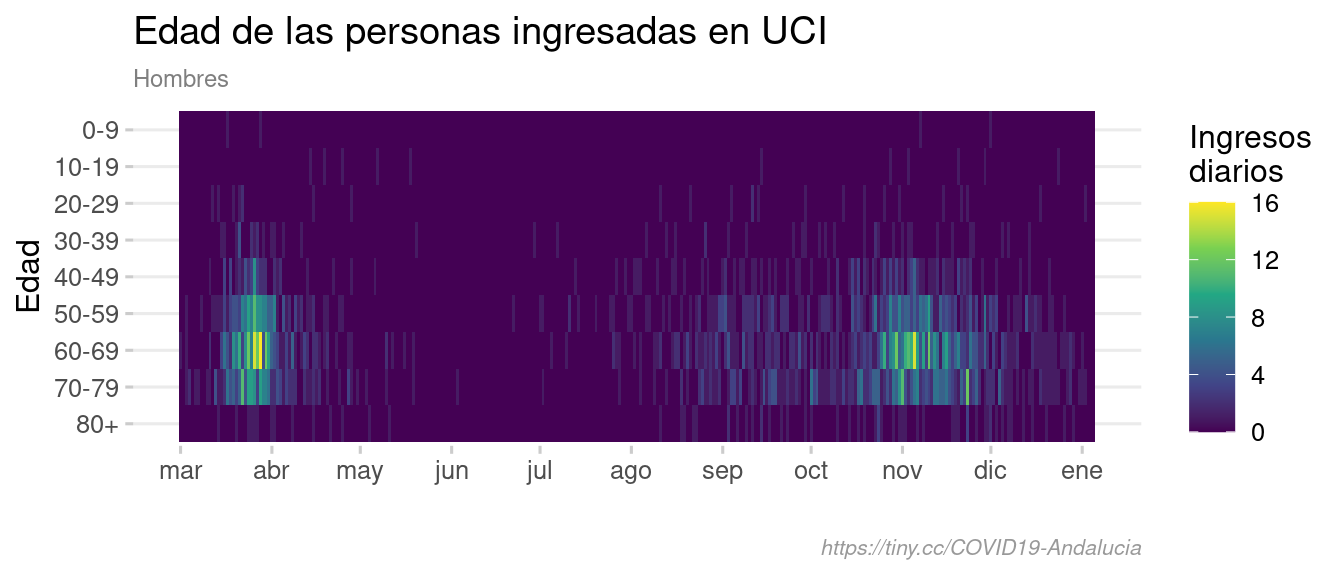 Edad de las personas ingresadas en UCI
Hombres
Edad
0-9
10-19
20-29
30-39
40-49
50-59
60-69
70-79
80+
mar abr may jun jul ago sep oct nov dic ene
Ingresos
diarios
16
12
8
4
0
https://tiny.cc/COVID19-Andalucia